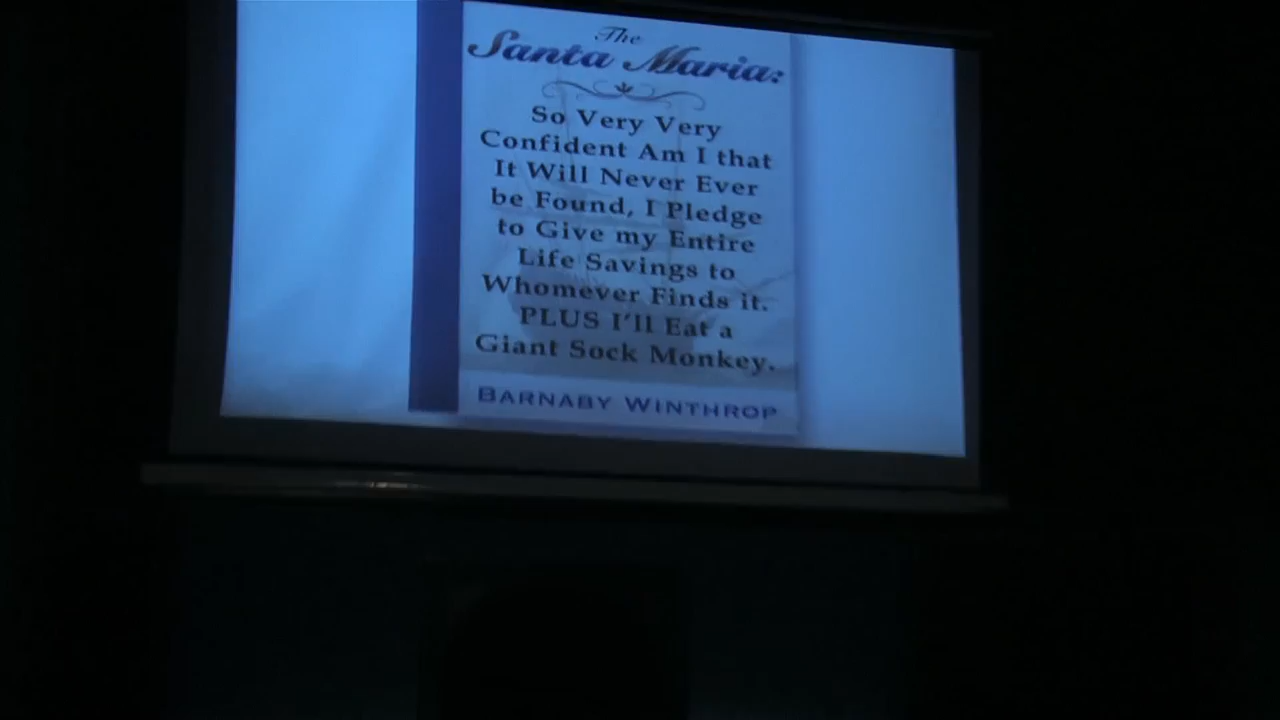 The
Santa Maria:
So Very Very
Confident Am I that
It Will Never Ever
be Found, I Pledge
to Give my Entire
Life Savings to
Whomever Finds it.
PLUS I'll Eat a
Giant Sock Monkey.
BARNABY WINTHROP